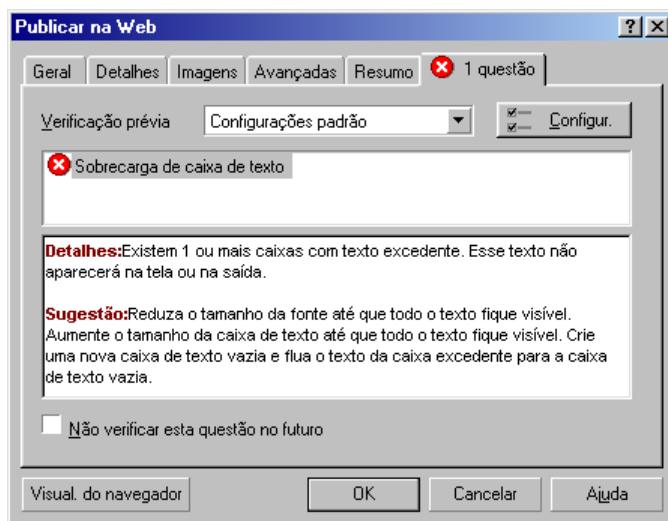 Publicar na Web
Geral Detalhes Imagens Avançadas Resumo 1 questão
Verificação prévia Configurações padrão Configur.
Sobrecarga de caixa de texto
Detalhes:Existem 1 ou mais caixas com texto excedente. Esse texto não
aparecerá na tela ou na saída.
Sugestão:Reduza o tamanho da fonte até que todo o texto fique visível.
Aumente o tamanho da caixa de texto até que todo o texto fique visível. Crie
uma nova caixa de texto vazia e flua o texto da caixa excedente para a caixa
de texto vazia.
Não verificar esta questão no futuro
Visual. do navegador OK Cancelar Ajuda